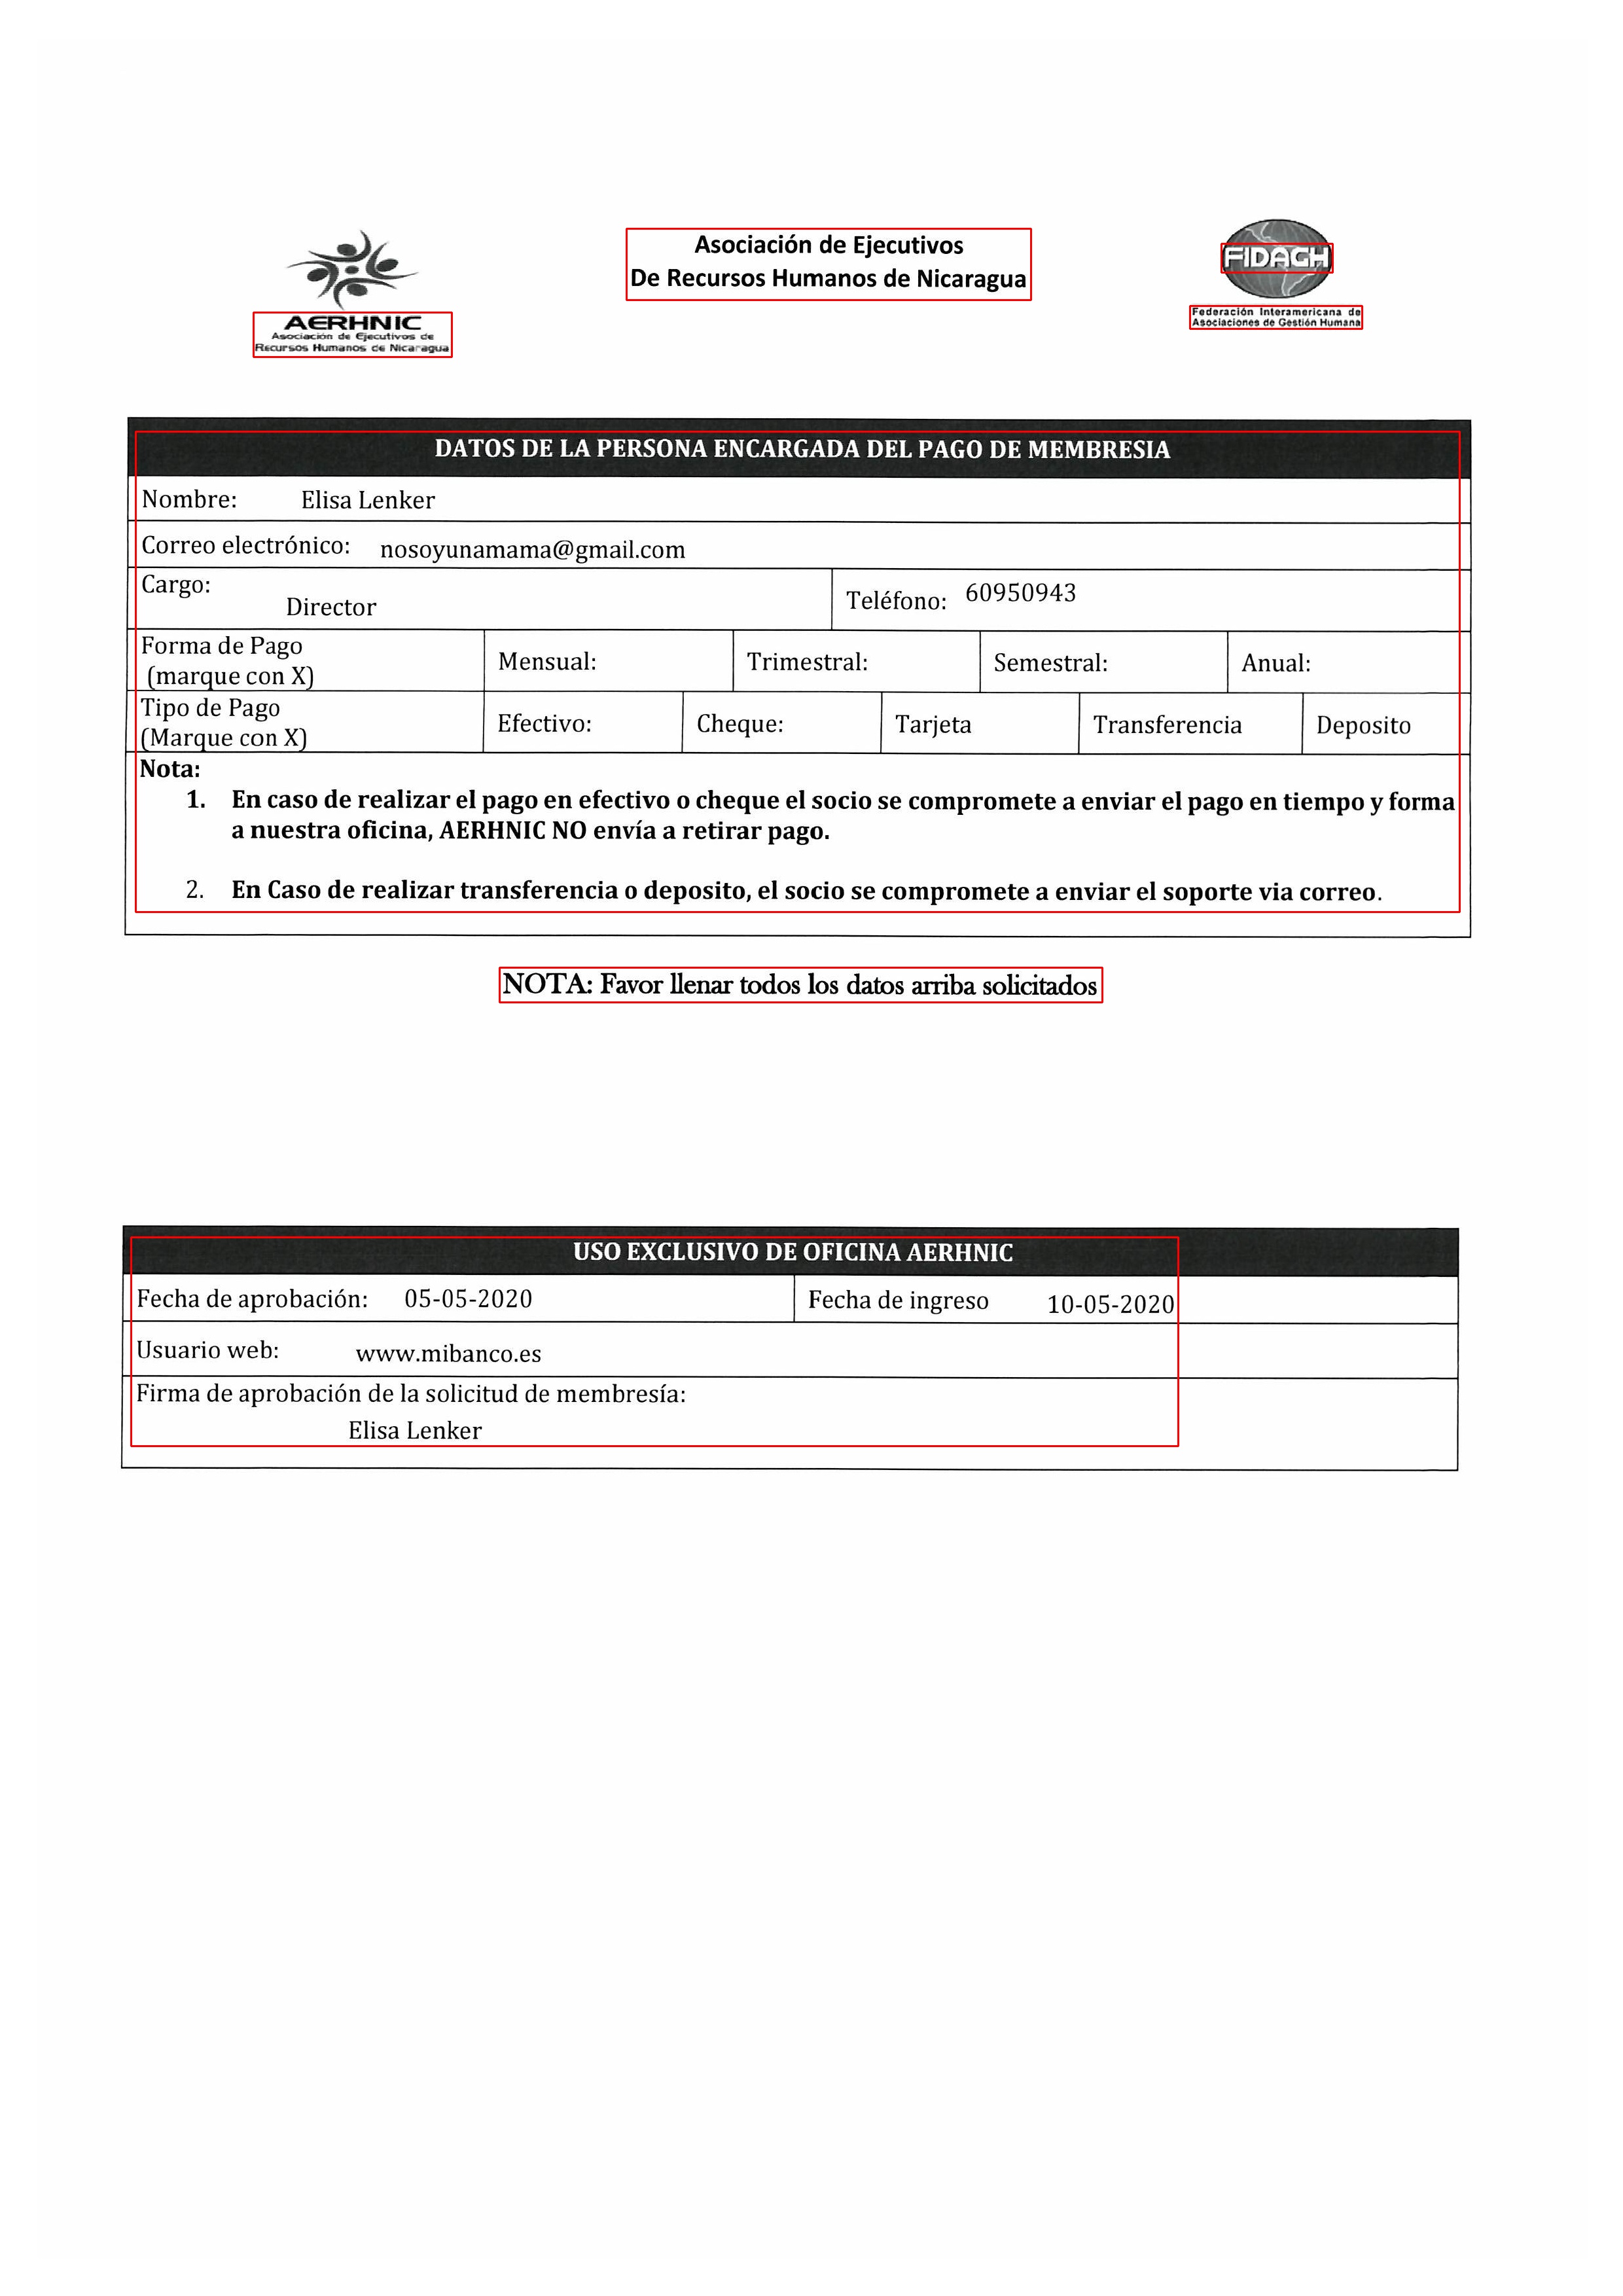 AERHNIC
Asociación de Ejecutivos de
Recursos Humanos de Nicaragua
Asociación de Ejecutivos
De Recursos Humanos de Nicaragua
FIDAGH
Federación Interamericana de
Asociaciones de Gestión Humana
DATOS DE LA PERSONA ENCARGADA DEL PAGO DE MEMBRESIA
Nombre: Elisa Lenker
Correo electrónico: nosoyunamama@gmail.com
Cargo: Director Teléfono: 60950943
Forma de Pago
(marque con X) Mensual: Trimestral: Semestral: Anual:
Tipo de Pago
(Marque con X) Efectivo: Cheque: Tarjeta Transferencia Deposito
Nota:
1. En caso de realizar el pago en efectivo o cheque el socio se compromete a enviar el pago en tiempo y forma
a nuestra oficina, AERHNIC NO envía a retirar pago.
2. En Caso de realizar transferencia o deposito, el socio se compromete a enviar el soporte via correo.
NOTA: Favor llenar todos los datos arriba solicitados
USO EXCLUSIVO DE OFICINA AERHNIC
Fecha de aprobación: 05-05-2020 Fecha de ingreso 10-05-2020
Usuario web: www.mibanco.es
Firma de aprobación de la solicitud de membresía:
Elisa Lenker